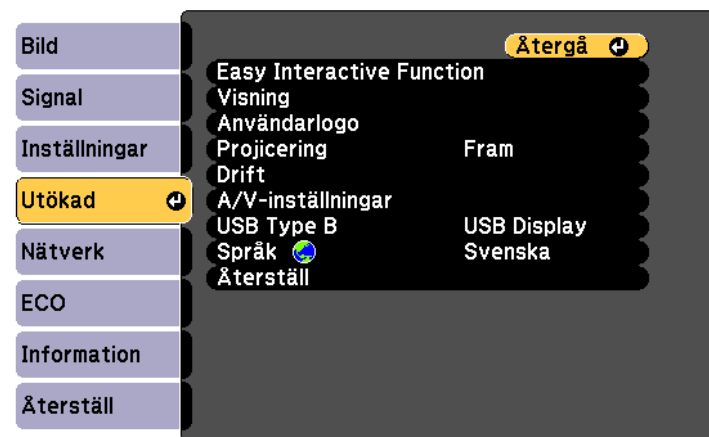 Bild
Signal
Inställningar
Utökad
Nätverk
ECO
Information
Återställ
Återgå
Easy Interactive Function
Visning
Användarlogo
Projicering Fram
Drift
A/V-inställningar
USB Type B USB Display
Språk Svenska
Återställ